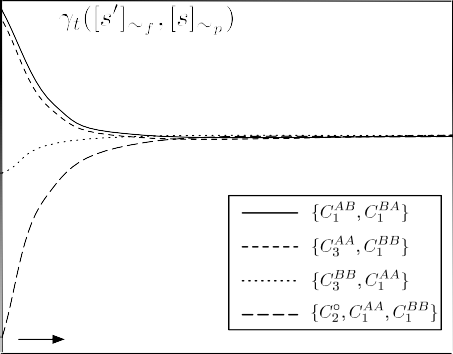 γ_t([s']_{∼_f}, [s]_{∼_p})
{C_1^{AB}, C_1^{BA}}
{C_3^{AA}, C_1^{BB}}
{C_3^{BB}, C_1^{AA}}
{C_2^∘, C_1^{AA}, C_1^{BB}}